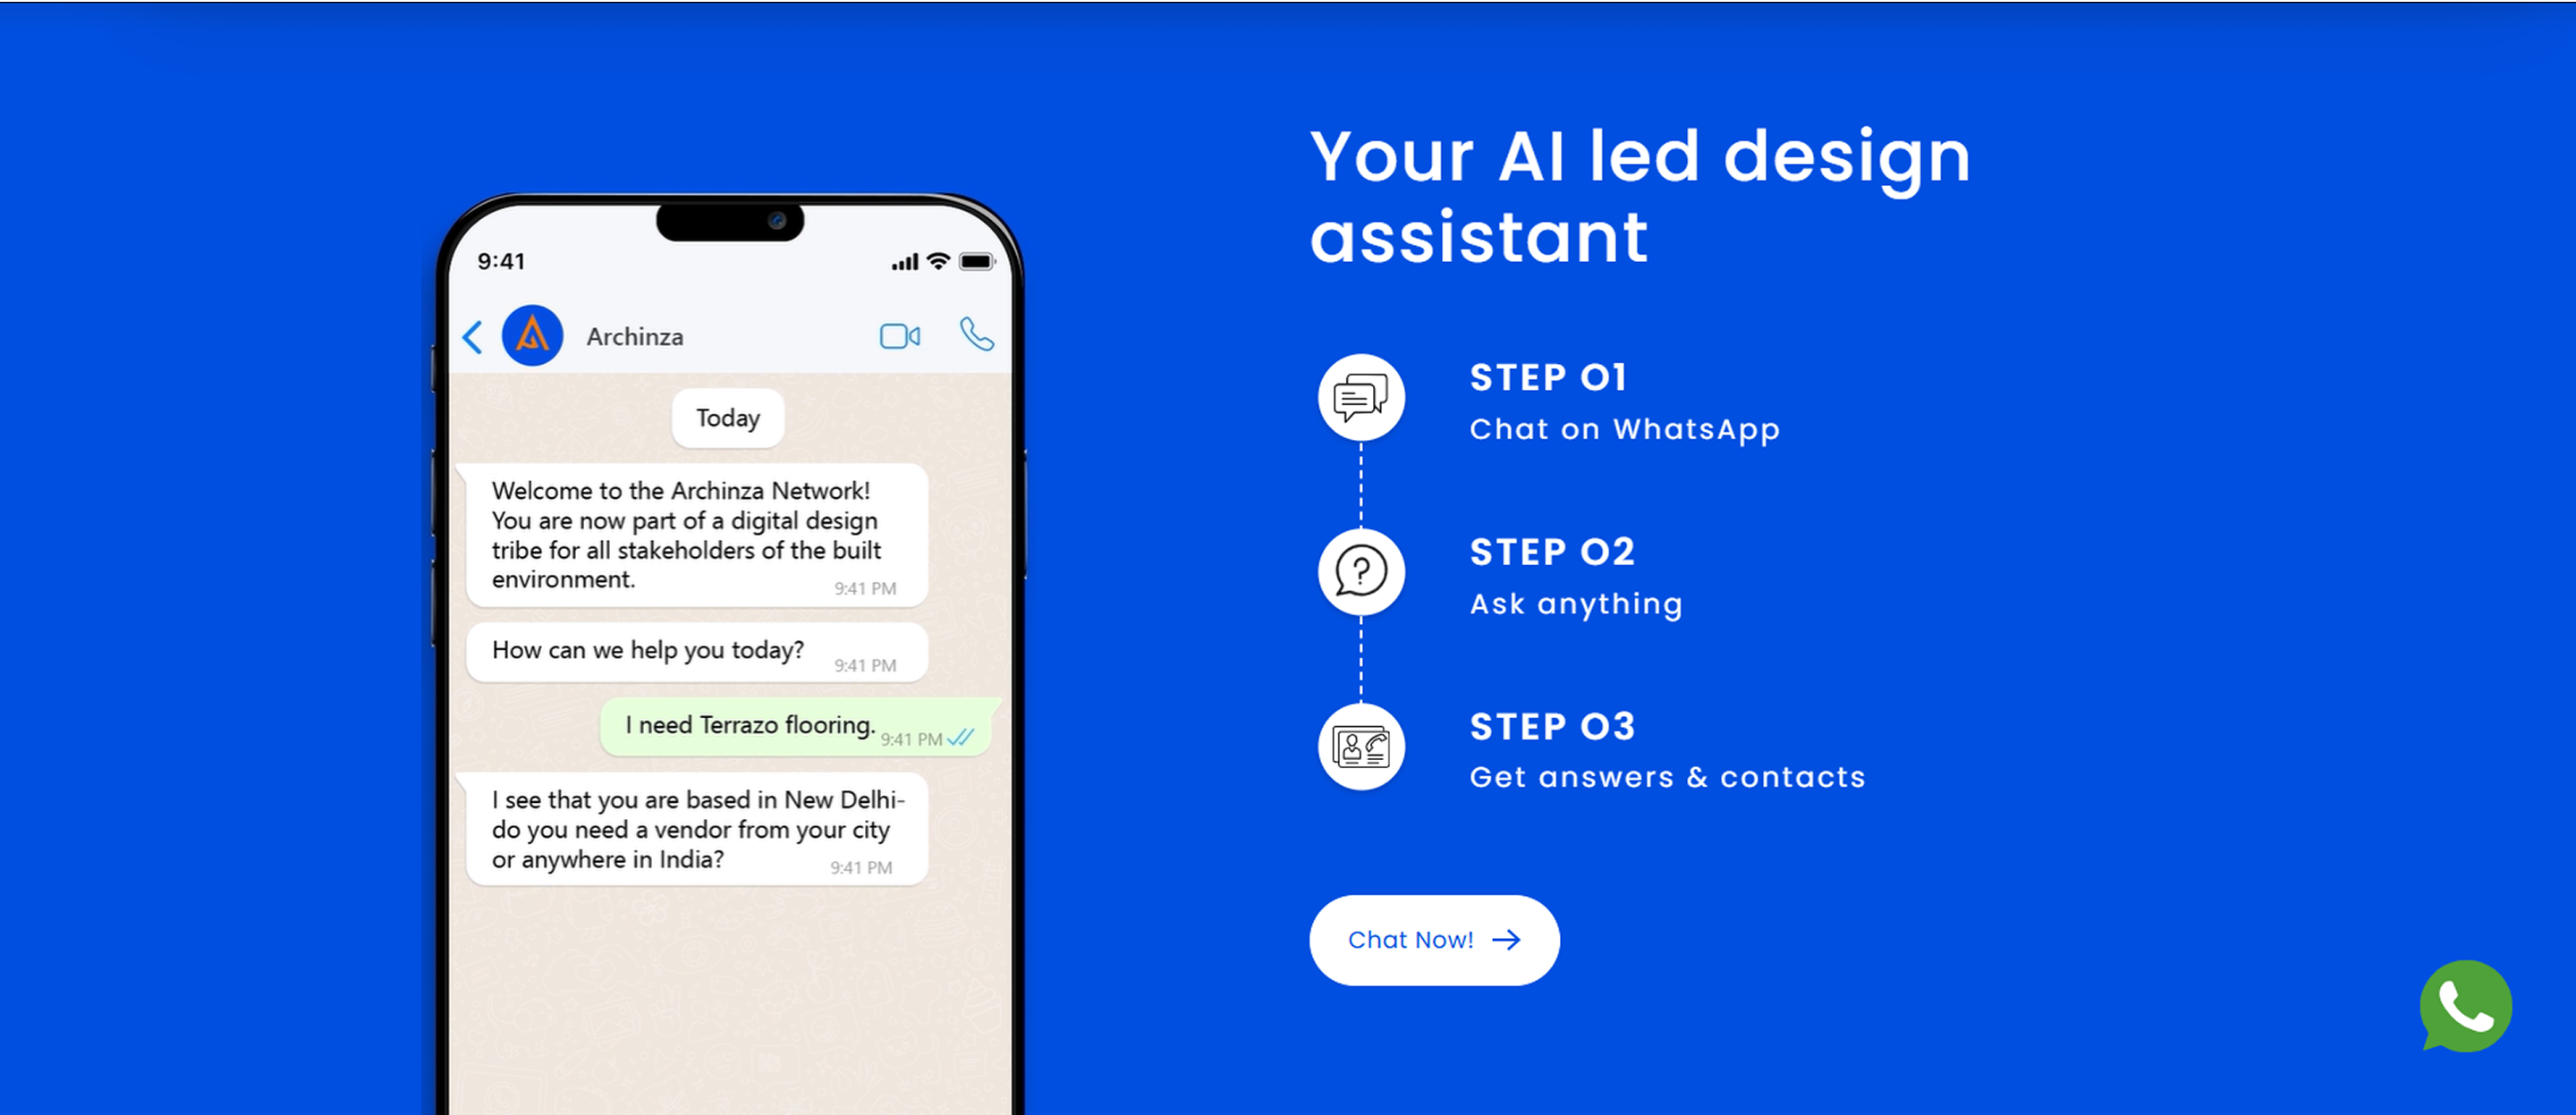 9:41
Archinza
Today
Welcome to the Archinza Network!
You are now part of a digital design
tribe for all stakeholders of the built
environment.
9:41 PM
How can we help you today?
9:41 PM
I need Terrazo flooring.
9:41 PM
I see that you are based in New Delhi-
do you need a vendor from your city
or anywhere in India?
9:41 PM
Your AI led design
assistant
STEP 01
Chat on WhatsApp
STEP 02
Ask anything
STEP 03
Get answers & contacts
Chat Now!